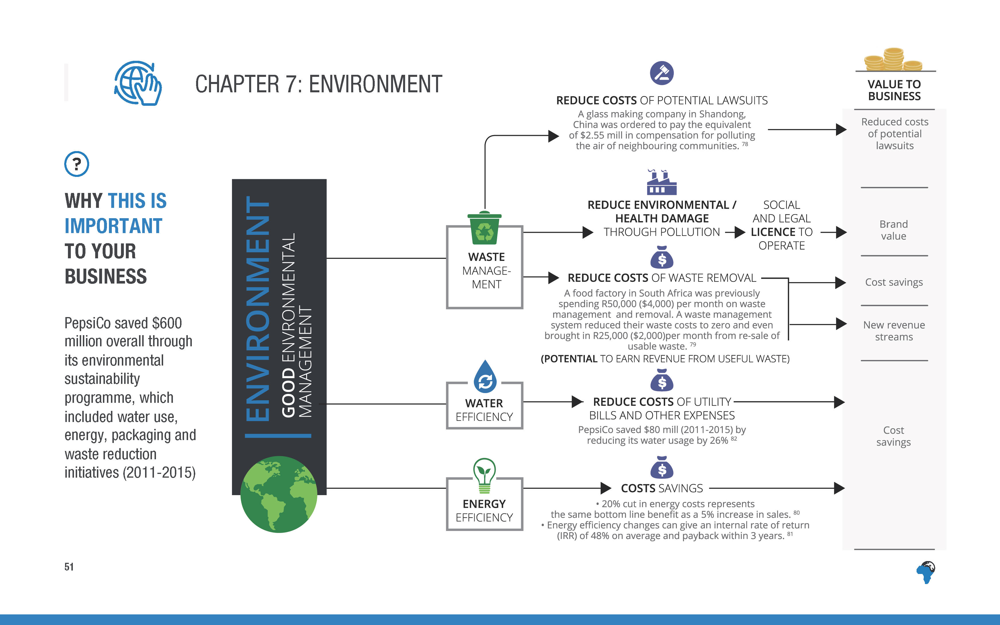 CHAPTER 7: ENVIRONMENT
?
WHY THIS IS
IMPORTANT
TO YOUR
BUSINESS
PepsiCo saved $600
million overall through
its environmental
sustainability
programme, which
included water use,
energy, packaging and
waste reduction
initiatives (2011-2015)
ENVIRONMENT
GOOD ENVRONMENTAL
MANAGEMENT
WASTE
MANAGE-
MENT
WATER
EFFICIENCY
ENERGY
EFFICIENCY
REDUCE COSTS OF POTENTIAL LAWSUITS
A glass making company in Shandong,
China was ordered to pay the equivalent
of $2.55 mill in compensation for polluting
the air of neighbouring communities. 78
REDUCE ENVIRONMENTAL /
HEALTH DAMAGE
THROUGH POLLUTION
SOCIAL
AND LEGAL
LICENCE TO
OPERATE
$
REDUCE COSTS OF WASTE REMOVAL
A food factory in South Africa was previously
spending R50,000 ($4,000) per month on waste
management and removal. A waste management
system reduced their waste costs to zero and even
brought in R25,000 ($2,000)per month from re-sale of
usable waste. 79
(POTENTIAL TO EARN REVENUE FROM USEFUL WASTE)
$
REDUCE COSTS OF UTILITY
BILLS AND OTHER EXPENSES
PepsiCo saved $80 mill (2011-2015) by
reducing its water usage by 26% 82
$
COSTS SAVINGS
• 20% cut in energy costs represents
the same bottom line benefit as a 5% increase in sales. 80
• Energy efficiency changes can give an internal rate of return
(IRR) of 48% on average and payback within 3 years. 81
VALUE TO
BUSINESS
Reduced costs
of potential
lawsuits
Brand
value
Cost savings
New revenue
streams
Cost
savings
51